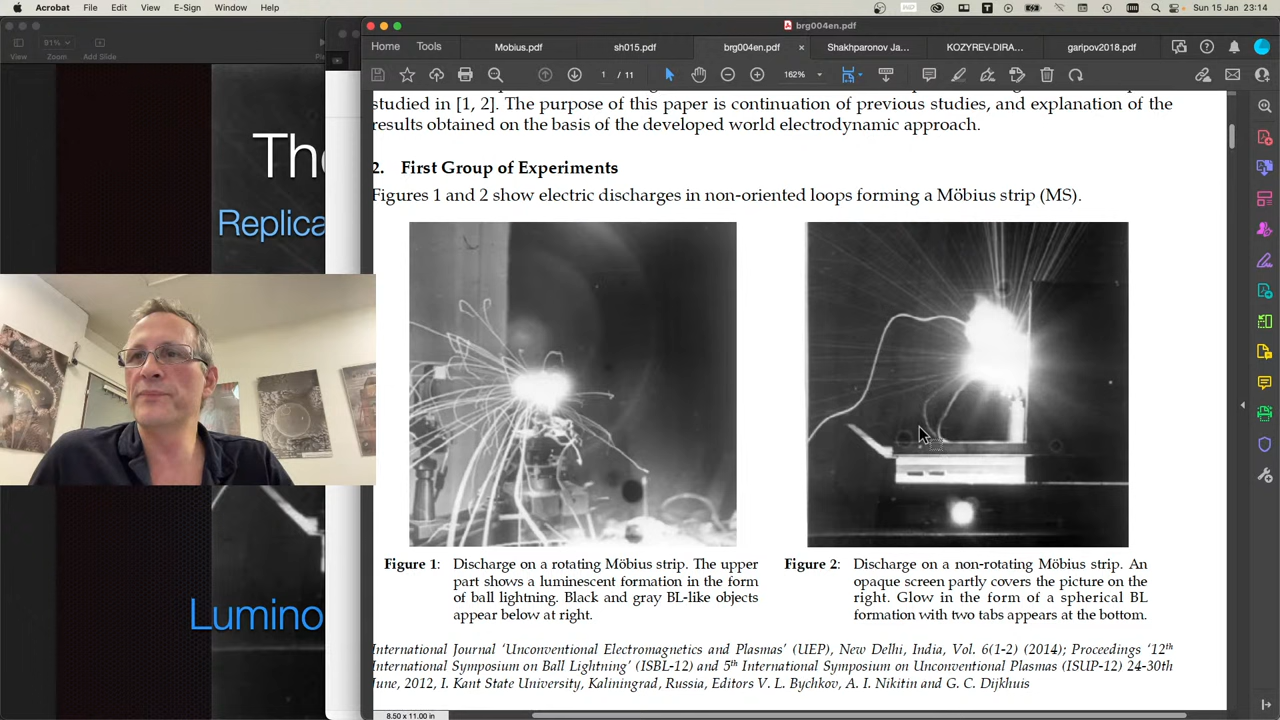 Acrobat File Edit View E-Sign Window Help
Sun 15 Jan 23:14
brg004en.pdf
91%
View Zoom Add Slide
Home Tools Mobius.pdf sh015.pdf brg004en.pdf Shakhparonov Ja... KOZYREV-DIRA... garipov2018.pdf
1 / 11 162%
The
Replica
Lumino
studied in [1, 2]. The purpose of this paper is continuation of previous studies, and explanation of the
results obtained on the basis of the developed world electrodynamic approach.
2. First Group of Experiments
Figures 1 and 2 show electric discharges in non-oriented loops forming a Möbius strip (MS).
Figure 1: Discharge on a rotating Möbius strip. The upper
part shows a luminescent formation in the form
of ball lightning. Black and gray BL-like objects
appear below at right.
Figure 2: Discharge on a non-rotating Möbius strip. An
opaque screen partly covers the picture on the
right. Glow in the form of a spherical BL
formation with two tabs appears at the bottom.
International Journal ‘Unconventional Electromagnetics and Plasmas’ (UEP), New Delhi, India, Vol. 6(1-2) (2014); Proceedings ‘12th
International Symposium on Ball Lightning’ (ISBL-12) and 5th International Symposium on Unconventional Plasmas (ISUP-12) 24-30th
June, 2012, I. Kant State University, Kaliningrad, Russia, Editors V. L. Bychkov, A. I. Nikitin and G. C. Dijkhuis
8.50 x 11.00 in